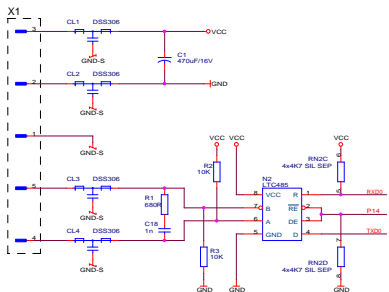 X1
CL1 DSS306
3
VCC
GND-S
C1
470uF/16V
CL2 DSS306
2
GND
GND-S
1
GND-S
VCC VCC VCC
CL3 DSS306
5
GND-S
R1
680R
C18
1n
CL4 DSS306
4
GND-S
R2
10K
R3
10K
N2
LTC485
8 VCC R 1
7 B RE 2
6 A DE 3
5 GND D 4
6
RN2C
4x4K7 SIL SEP
5
RXD0
P14
TXD0
7
RN2D
4x4K7 SIL SEP
8
GND GND GND